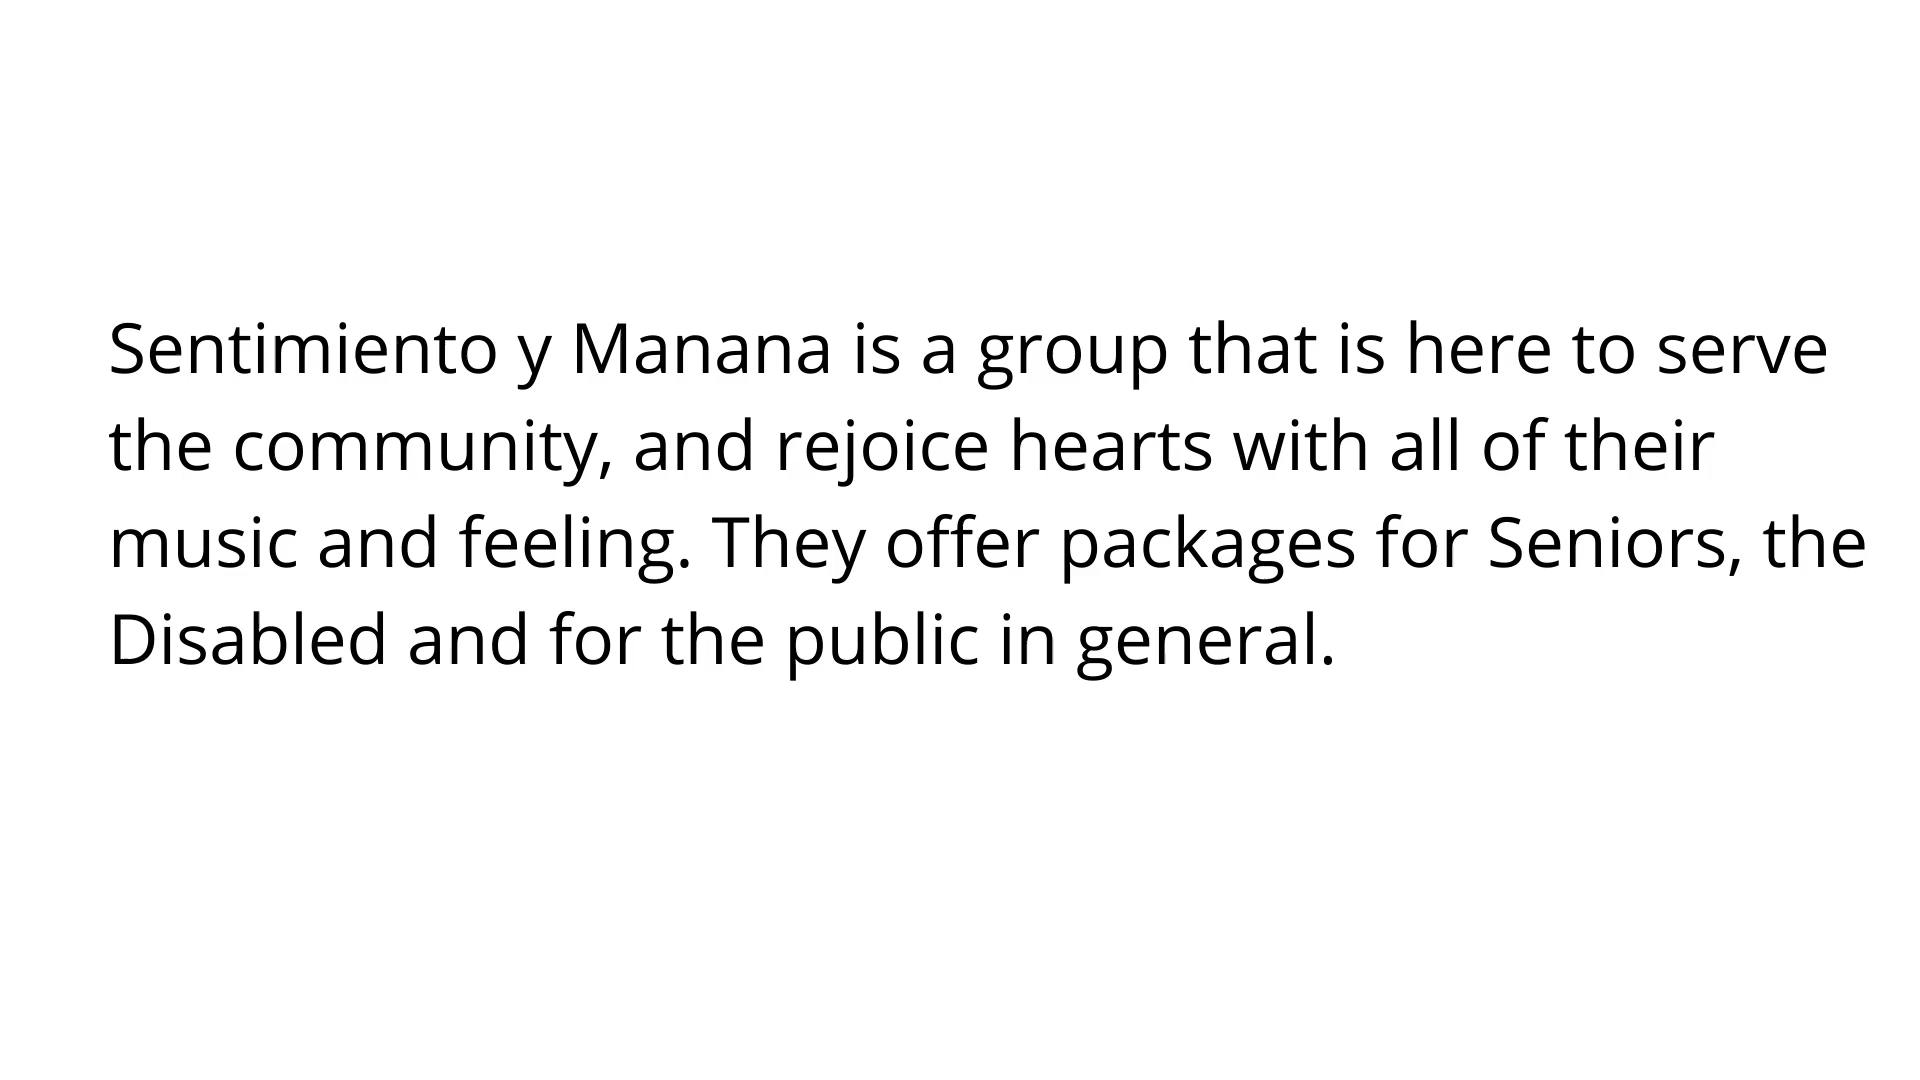 Sentimiento y Manana is a group that is here to serve
the community, and rejoice hearts with all of their
music and feeling. They offer packages for Seniors, the
Disabled and for the public in general.